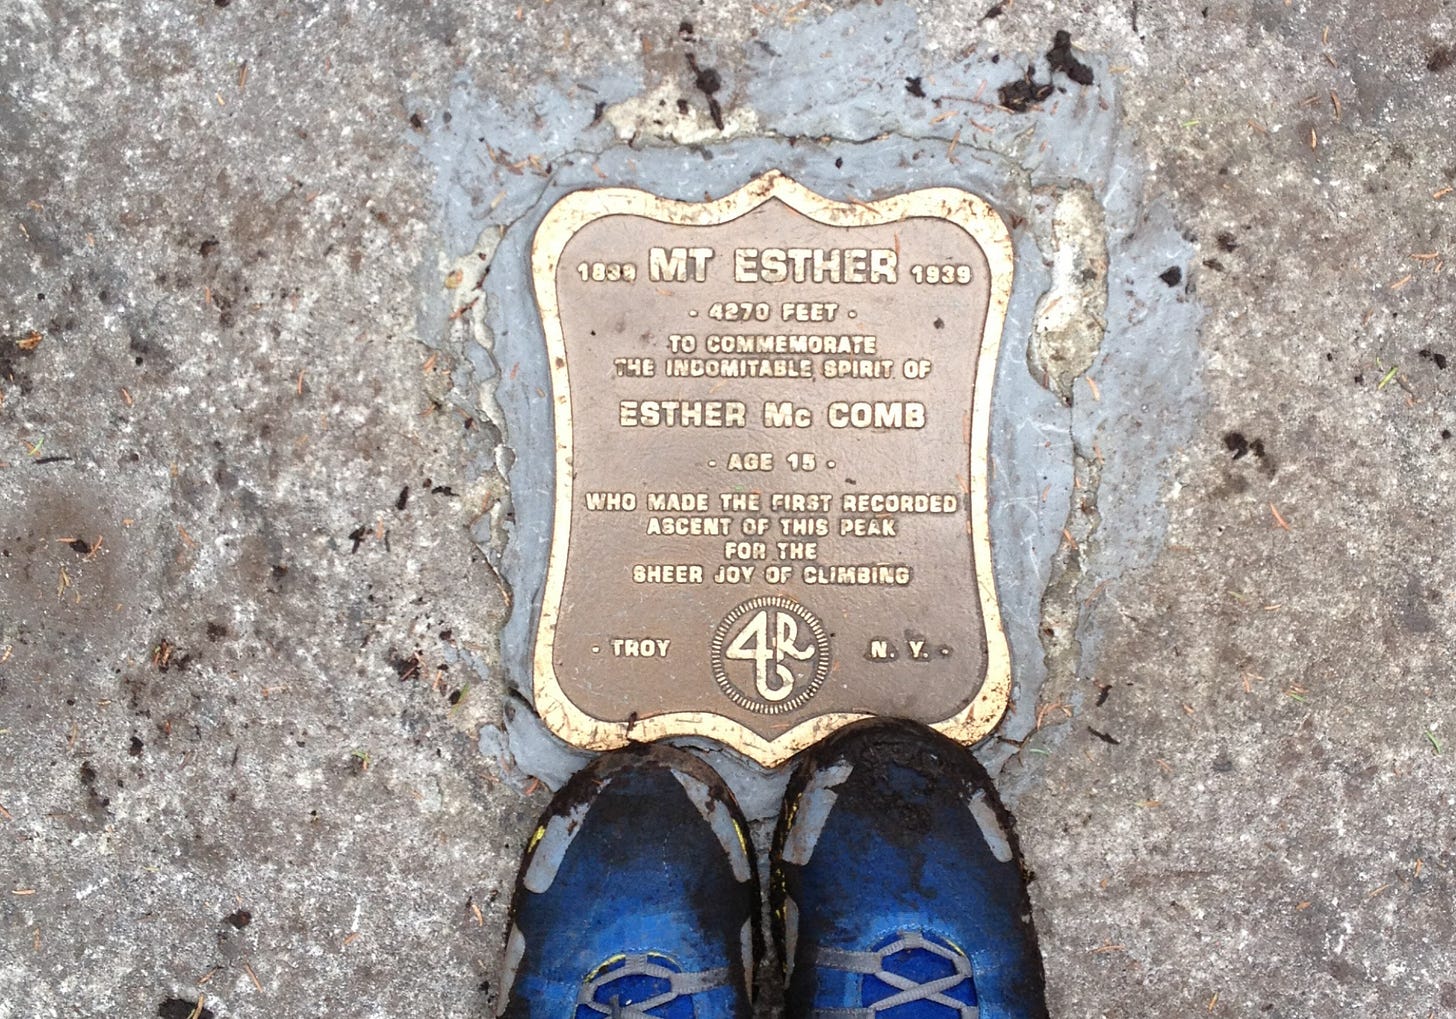 1839 MT ESTHER 1939
- 4270 FEET -
TO COMMEMORATE
THE INDOMITABLE SPIRIT OF
ESTHER Mc COMB
- AGE 15 -
WHO MADE THE FIRST RECORDED
ASCENT OF THIS PEAK
FOR THE
SHEER JOY OF CLIMBING
- TROY 46R N. Y. -